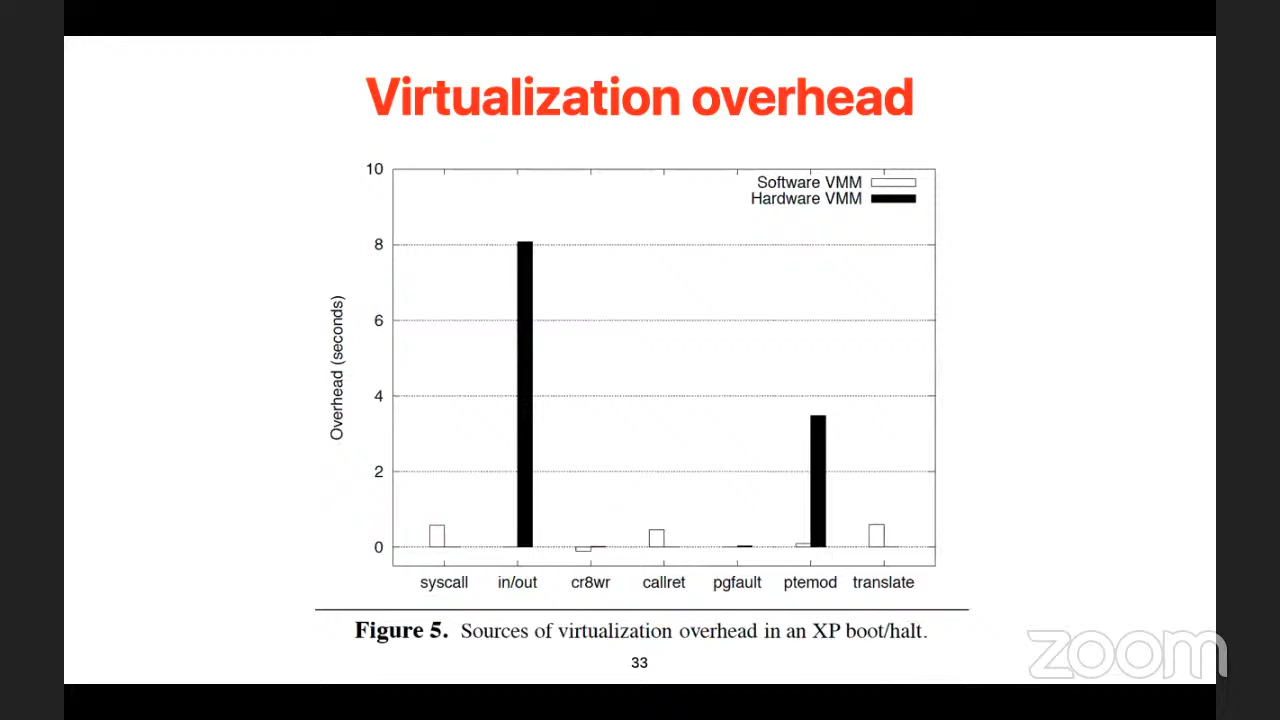 Virtualization overhead
10
Software VMM
Hardware VMM
8
6
Overhead (seconds)
4
2
0
syscall in/out cr8wr callret pgfault ptemod translate
Figure 5. Sources of virtualization overhead in an XP boot/halt.
33
zoom